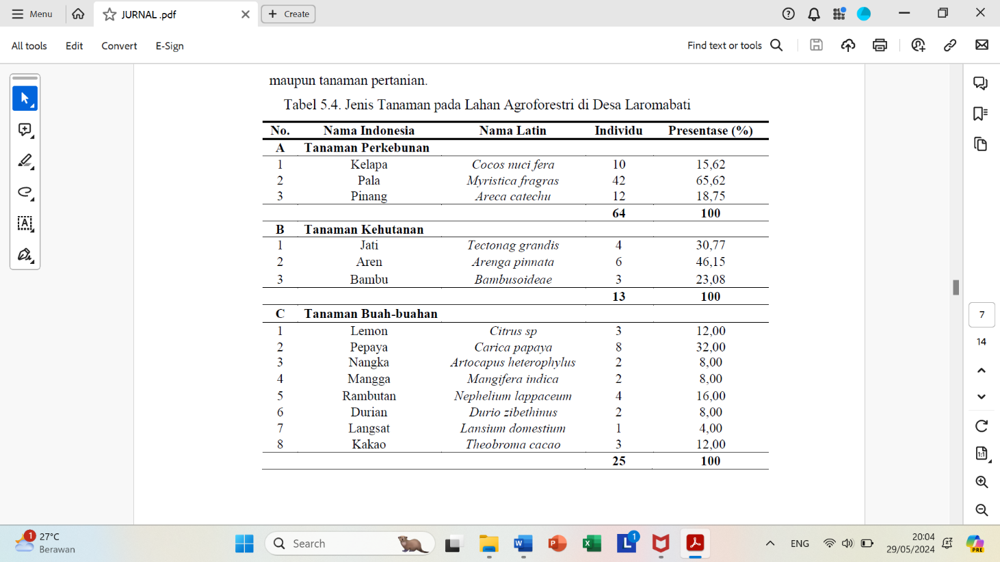 Menu
JURNAL .pdf
Create
All tools Edit Convert E-Sign
Find text or tools
maupun tanaman pertanian.
Tabel 5.4. Jenis Tanaman pada Lahan Agroforestri di Desa Laromabati
No. Nama Indonesia Nama Latin Individu Presentase (%)
A Tanaman Perkebunan
1 Kelapa Cocos nuci fera 10 15,62
2 Pala Myristica fragras 42 65,62
3 Pinang Areca catechu 12 18,75
64 100
B Tanaman Kehutanan
1 Jati Tectonag grandis 4 30,77
2 Aren Arenga pinnata 6 46,15
3 Bambu Bambusoideae 3 23,08
13 100
C Tanaman Buah-buahan
1 Lemon Citrus sp 3 12,00
2 Pepaya Carica papaya 8 32,00
3 Nangka Artocapus heterophylus 2 8,00
4 Mangga Mangifera indica 2 8,00
5 Rambutan Nephelium lappaceum 4 16,00
6 Durian Durio zibethinus 2 8,00
7 Langsat Lansium domestium 1 4,00
8 Kakao Theobroma cacao 3 12,00
25 100
7
14
1:1
1
27°C
Berawan
Search
1
ENG
20:04
29/05/2024
PRE